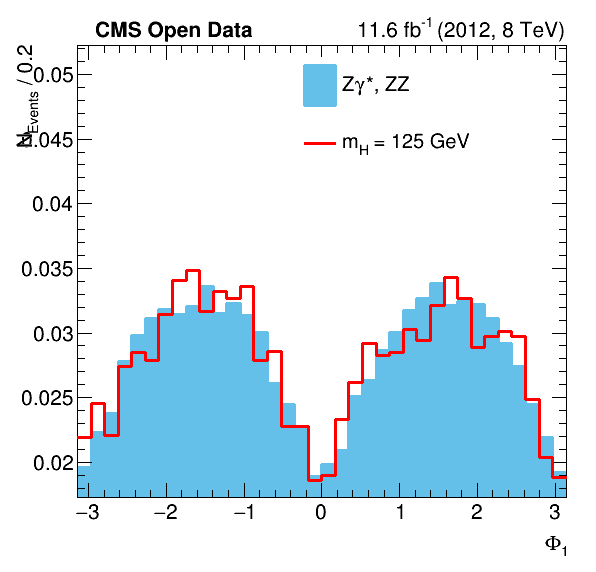 CMS Open Data 11.6 fb⁻¹ (2012, 8 TeV)
N_Events / 0.2
Zγ*, ZZ
m_H = 125 GeV
0.05
0.045
0.04
0.035
0.03
0.025
0.02
−3 −2 −1 0 1 2 3
Φ₁